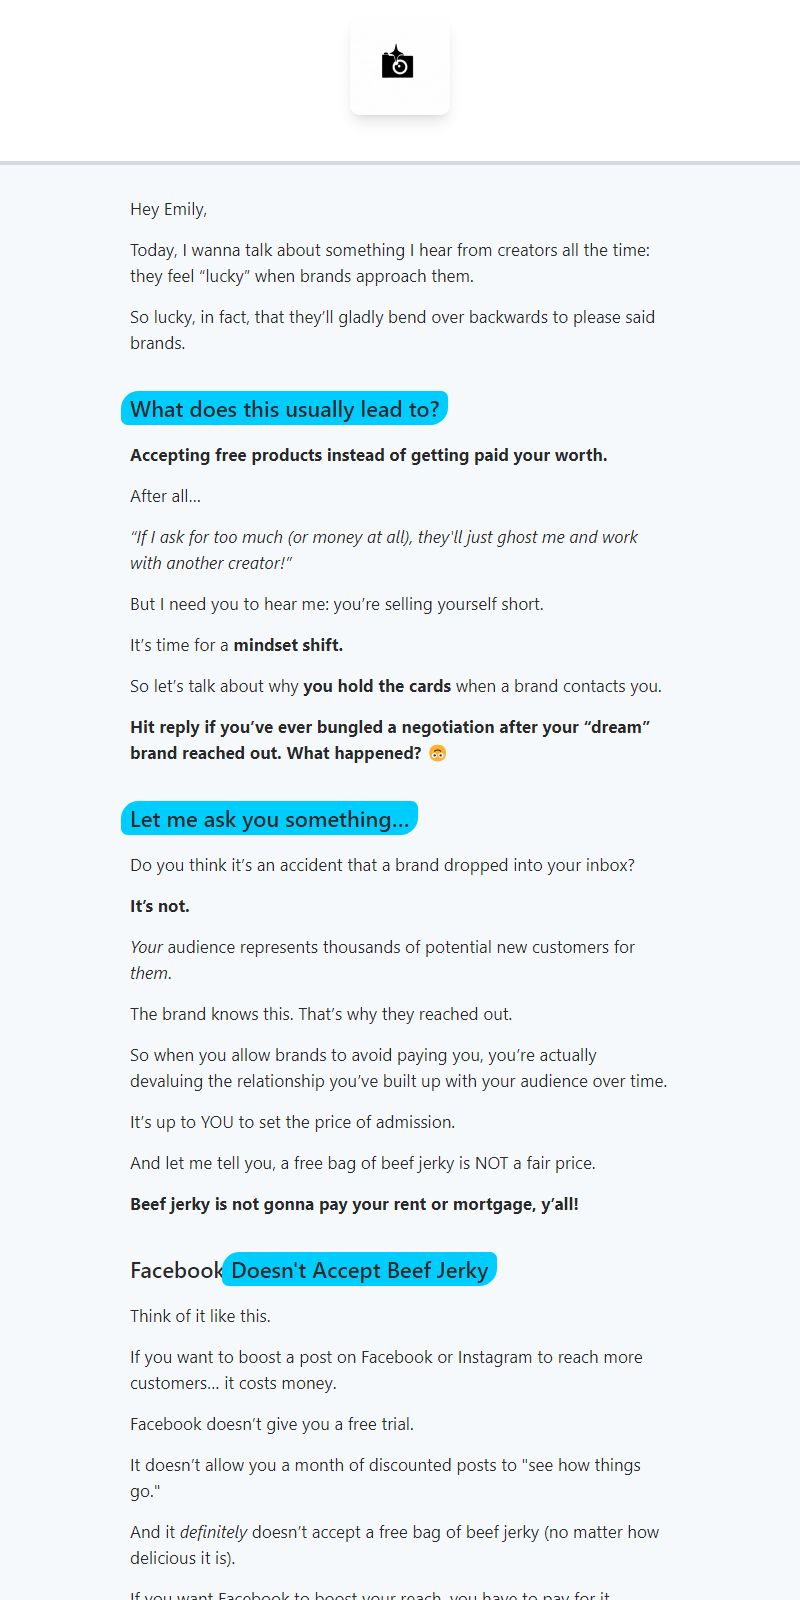 Hey Emily,
Today, I wanna talk about something I hear from creators all the time:
they feel “lucky” when brands approach them.
So lucky, in fact, that they’ll gladly bend over backwards to please said
brands.
What does this usually lead to?
Accepting free products instead of getting paid your worth.
After all...
“If I ask for too much (or money at all), they'll just ghost me and work
with another creator!”
But I need you to hear me: you’re selling yourself short.
It’s time for a mindset shift.
So let’s talk about why you hold the cards when a brand contacts you.
Hit reply if you’ve ever bungled a negotiation after your “dream”
brand reached out. What happened? 🙃
Let me ask you something...
Do you think it’s an accident that a brand dropped into your inbox?
It’s not.
Your audience represents thousands of potential new customers for
them.
The brand knows this. That’s why they reached out.
So when you allow brands to avoid paying you, you’re actually
devaluing the relationship you’ve built up with your audience over time.
It’s up to YOU to set the price of admission.
And let me tell you, a free bag of beef jerky is NOT a fair price.
Beef jerky is not gonna pay your rent or mortgage, y’all!
Facebook Doesn't Accept Beef Jerky
Think of it like this.
If you want to boost a post on Facebook or Instagram to reach more
customers... it costs money.
Facebook doesn’t give you a free trial.
It doesn’t allow you a month of discounted posts to "see how things
go."
And it definitely doesn’t accept a free bag of beef jerky (no matter how
delicious it is).
If you want Facebook to boost your reach, you have to pay for it.